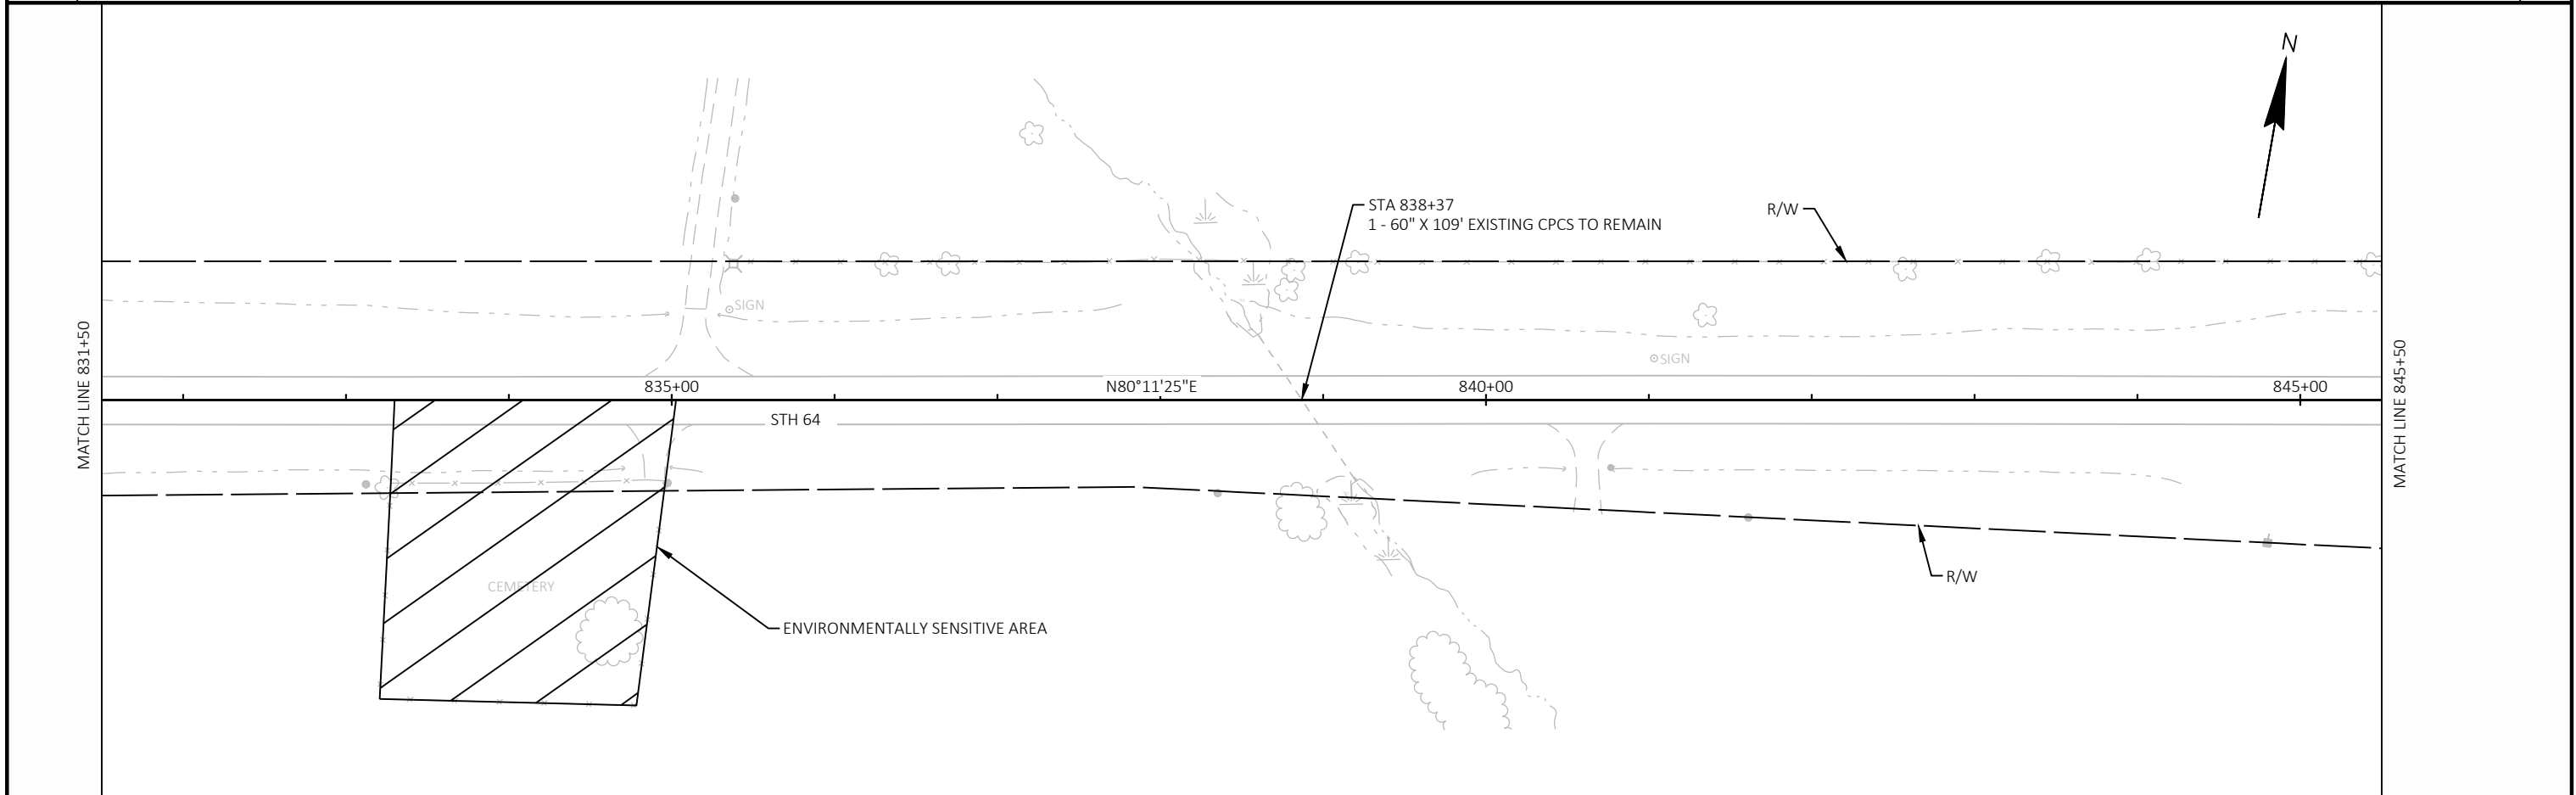 N
STA 838+37
1 - 60" X 109' EXISTING CPCS TO REMAIN
R/W
SIGN
MATCH LINE 831+50
SIGN
MATCH LINE 845+50
835+00
N80°11'25"E
840+00
845+00
STH 64
CEMETERY
R/W
ENVIRONMENTALLY SENSITIVE AREA